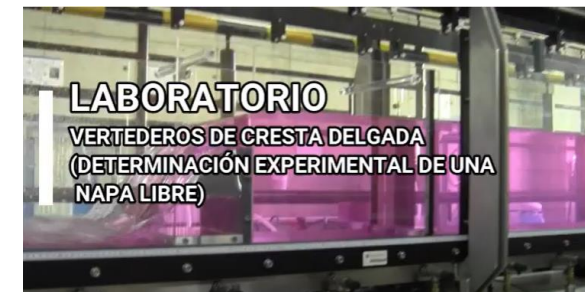 LABORATORIO
VERTEDEROS DE CRESTA DELGADA
(DETERMINACIÓN EXPERIMENTAL DE UNA
NAPA LIBRE)